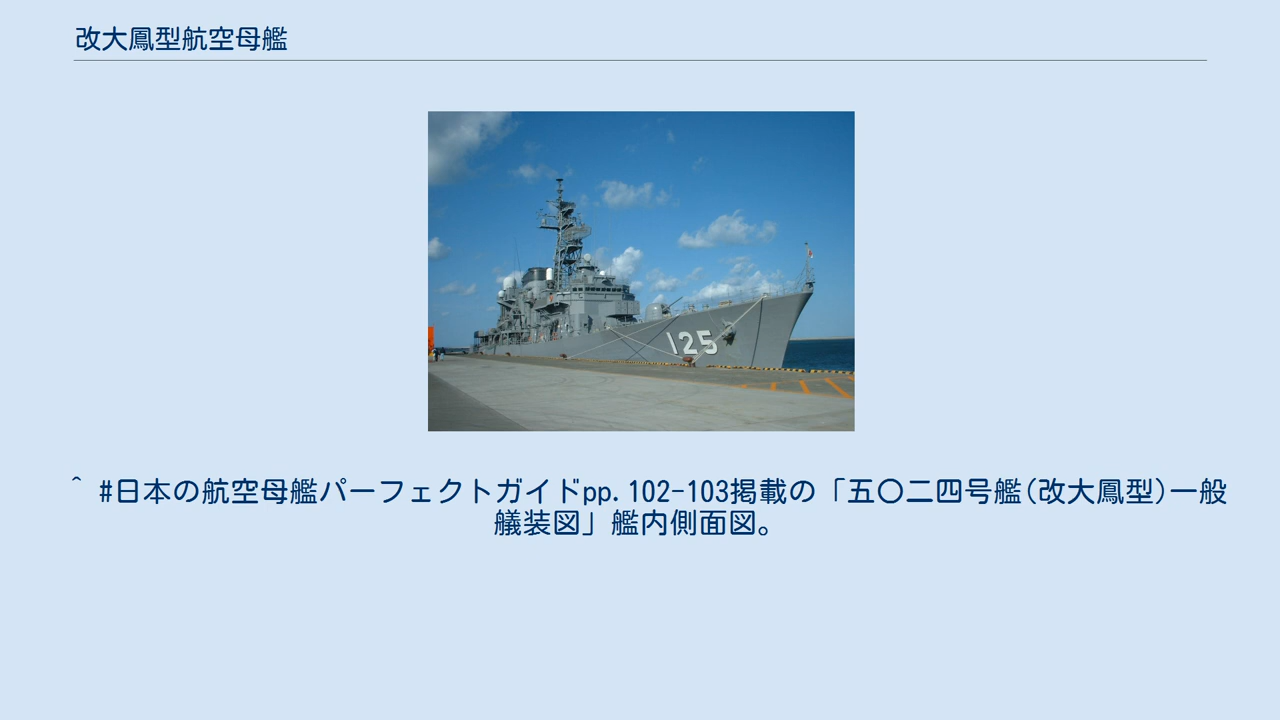 改大鳳型航空母艦
125
^ #日本の航空母艦パーフェクトガイドpp.102-103掲載の「五〇二四号艦(改大鳳型)一般
艤装図」艦内側面図。